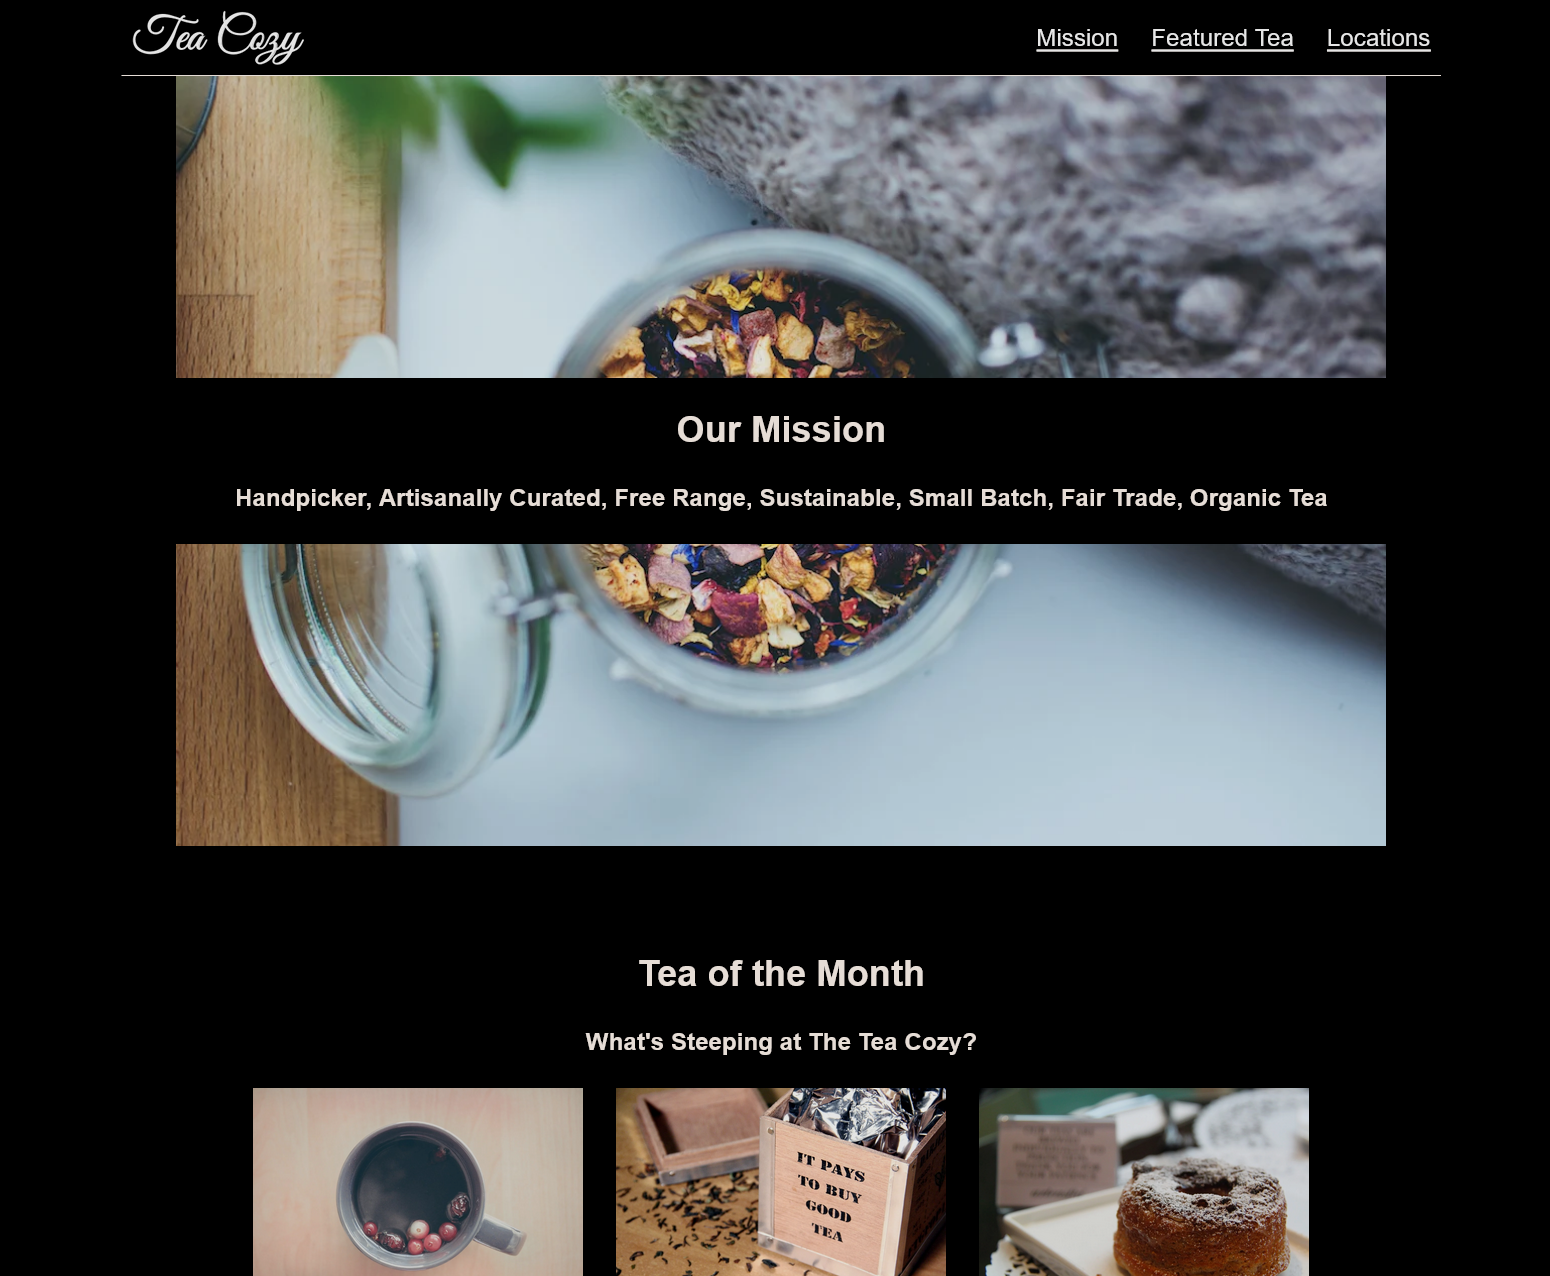 Tea Cozy
Mission Featured Tea Locations
Our Mission
Handpicker, Artisanally Curated, Free Range, Sustainable, Small Batch, Fair Trade, Organic Tea
Tea of the Month
What's Steeping at The Tea Cozy?
IT PAYS
TO BUY
GOOD
TEA